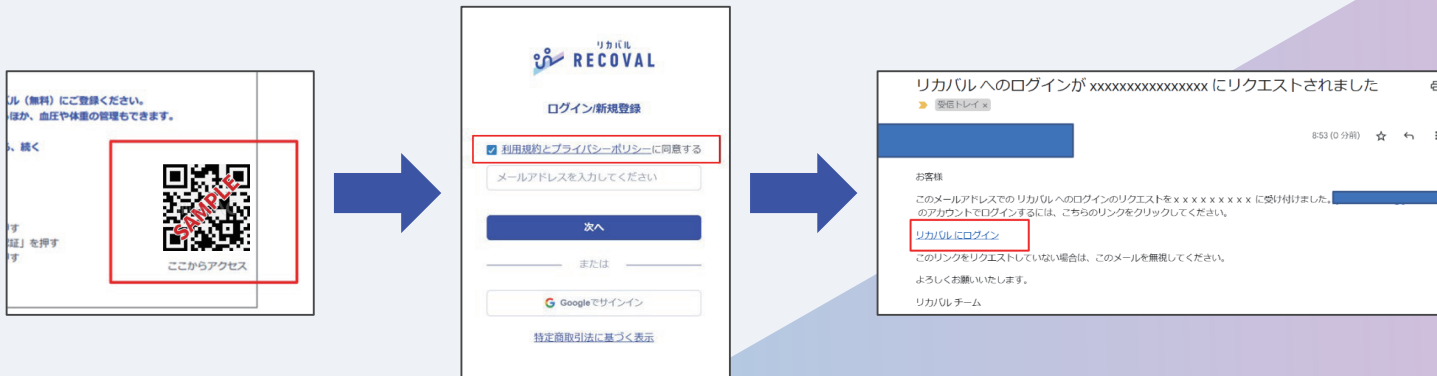 ル（無料）にご登録ください。
ほか、血圧や体重の管理もできます。
、続く
SAMPLE
す
証」を押す
す
ここからアクセス
リカバル
RECOVAL
ログイン/新規登録
利用規約とプライバシーポリシーに同意する
メールアドレスを入力してください
次へ
または
Googleでサインイン
特定商取引法に基づく表示
リカバル へのログインが xxxxxxxxxxxxxxxx にリクエストされました
受信トレイ ×
8:53 (0 分前)
お客様
このメールアドレスでの リカバル へのログインのリクエストを x x x x x x x x x に受け付けました。
のアカウントでログインするには、こちらのリンクをクリックしてください。
リカバル にログイン
このリンクをリクエストしていない場合は、このメールを無視してください。
よろしくお願いいたします。
リカバル チーム